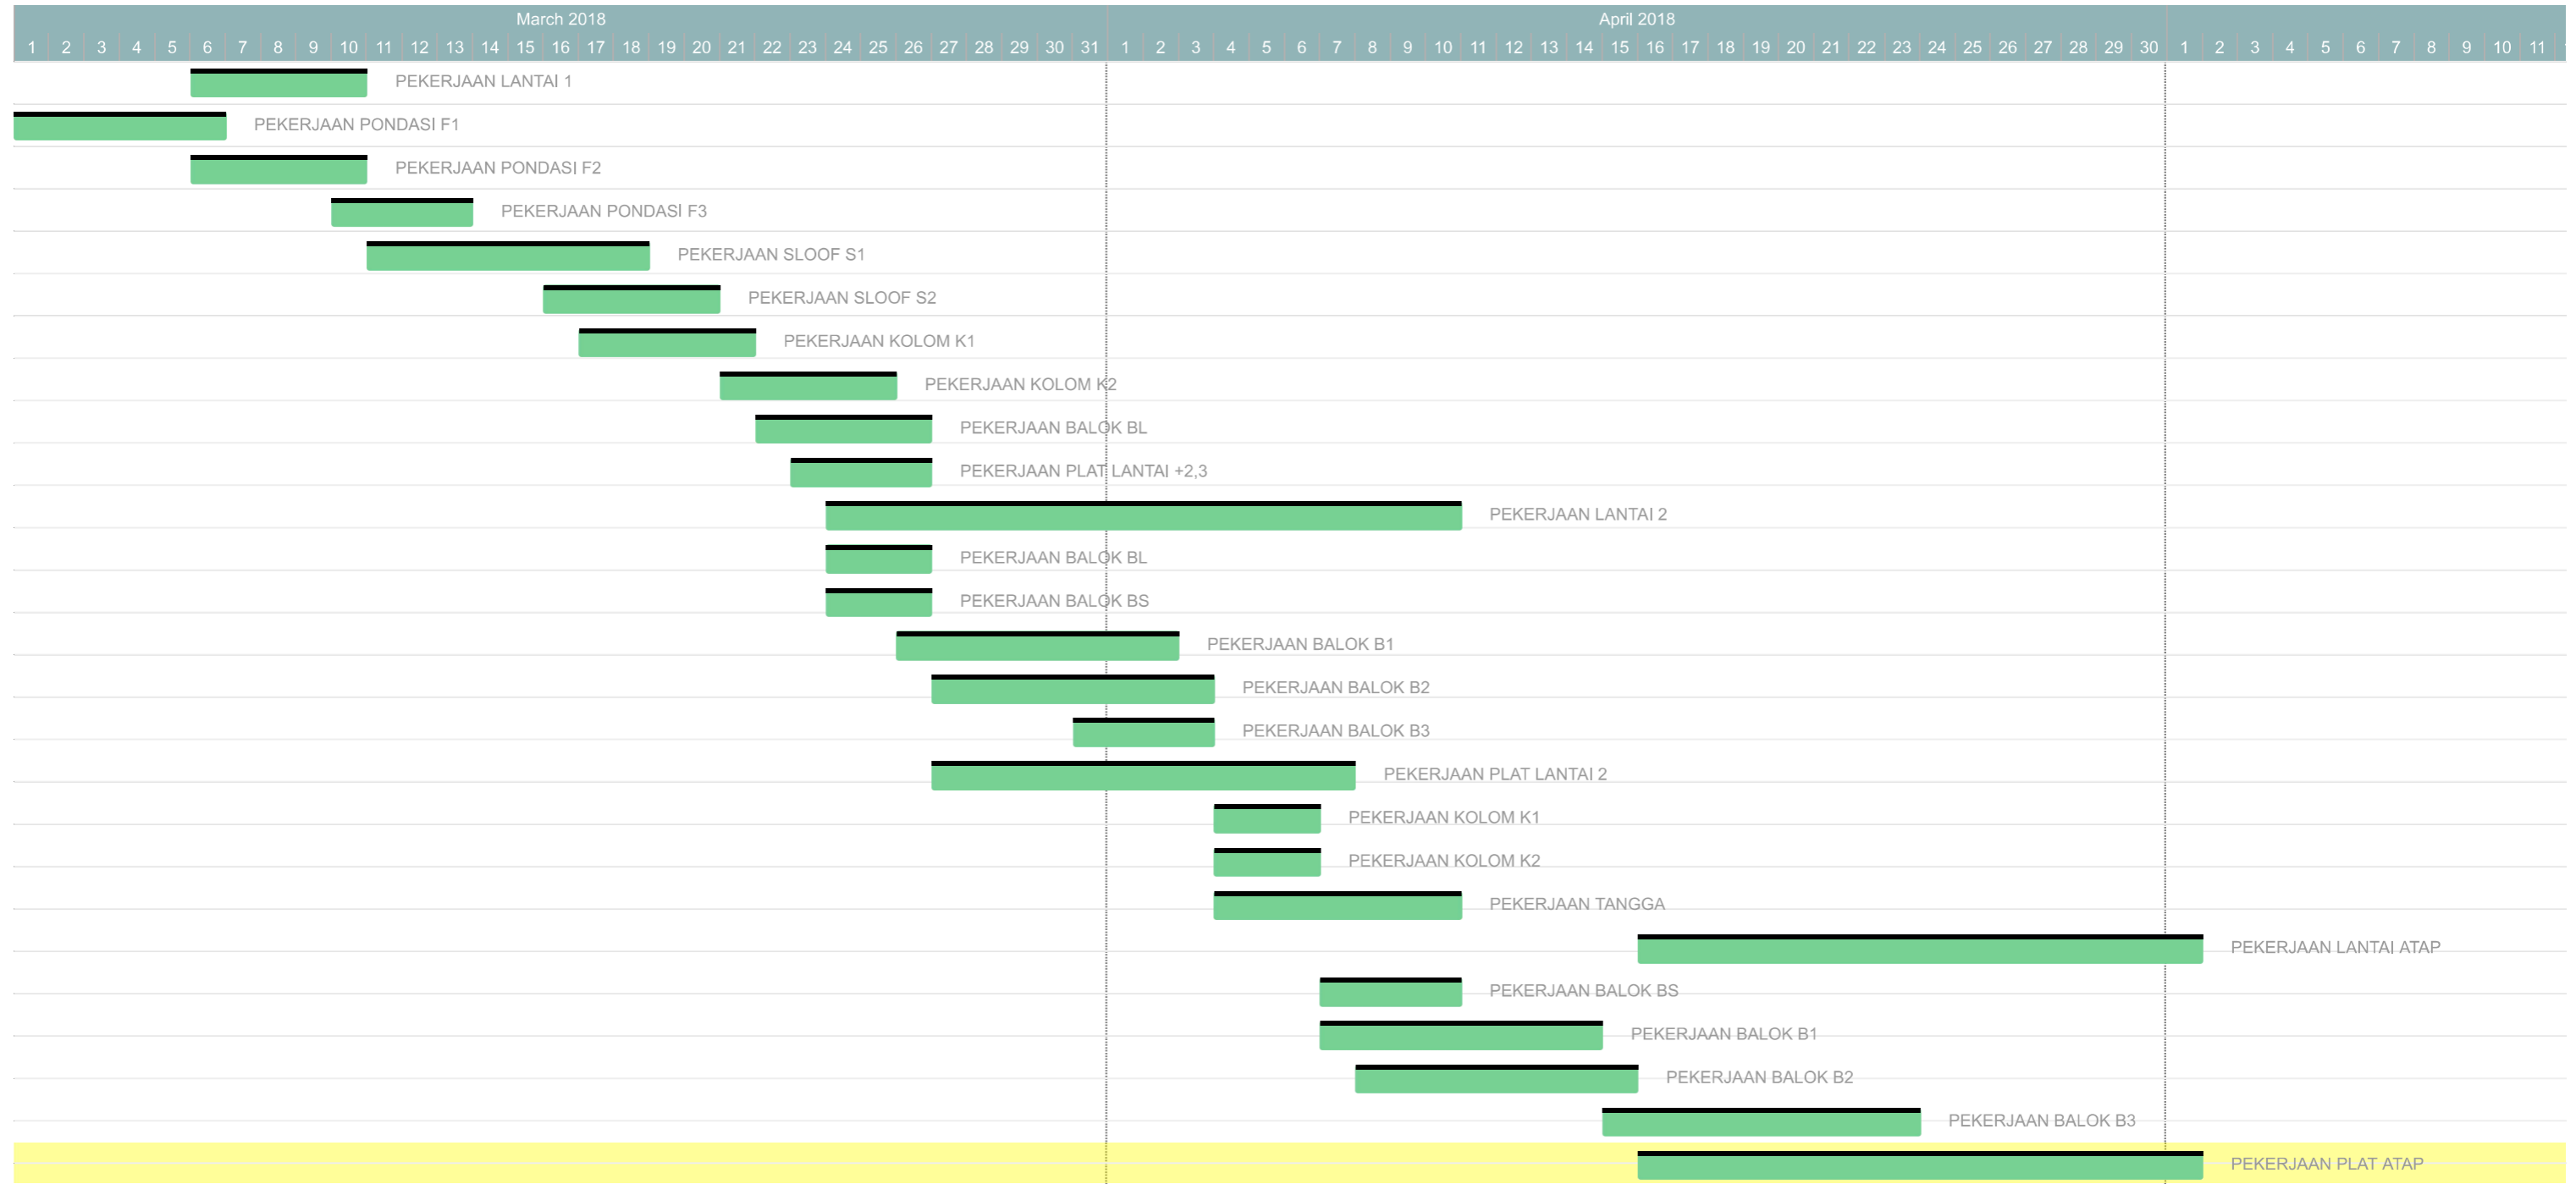 March 2018 April 2018
1 2 3 4 5 6 7 8 9 10 11 12 13 14 15 16 17 18 19 20 21 22 23 24 25 26 27 28 29 30 31 1 2 3 4 5 6 7 8 9 10 11 12 13 14 15 16 17 18 19 20 21 22 23 24 25 26 27 28 29 30 1 2 3 4 5 6 7 8 9 10 11
PEKERJAAN LANTAI 1
PEKERJAAN PONDASI F1
PEKERJAAN PONDASI F2
PEKERJAAN PONDASI F3
PEKERJAAN SLOOF S1
PEKERJAAN SLOOF S2
PEKERJAAN KOLOM K1
PEKERJAAN KOLOM K2
PEKERJAAN BALOK BL
PEKERJAAN PLAT LANTAI +2,3
PEKERJAAN LANTAI 2
PEKERJAAN BALOK BL
PEKERJAAN BALOK BS
PEKERJAAN BALOK B1
PEKERJAAN BALOK B2
PEKERJAAN BALOK B3
PEKERJAAN PLAT LANTAI 2
PEKERJAAN KOLOM K1
PEKERJAAN KOLOM K2
PEKERJAAN TANGGA
PEKERJAAN LANTAI ATAP
PEKERJAAN BALOK BS
PEKERJAAN BALOK B1
PEKERJAAN BALOK B2
PEKERJAAN BALOK B3
PEKERJAAN PLAT ATAP